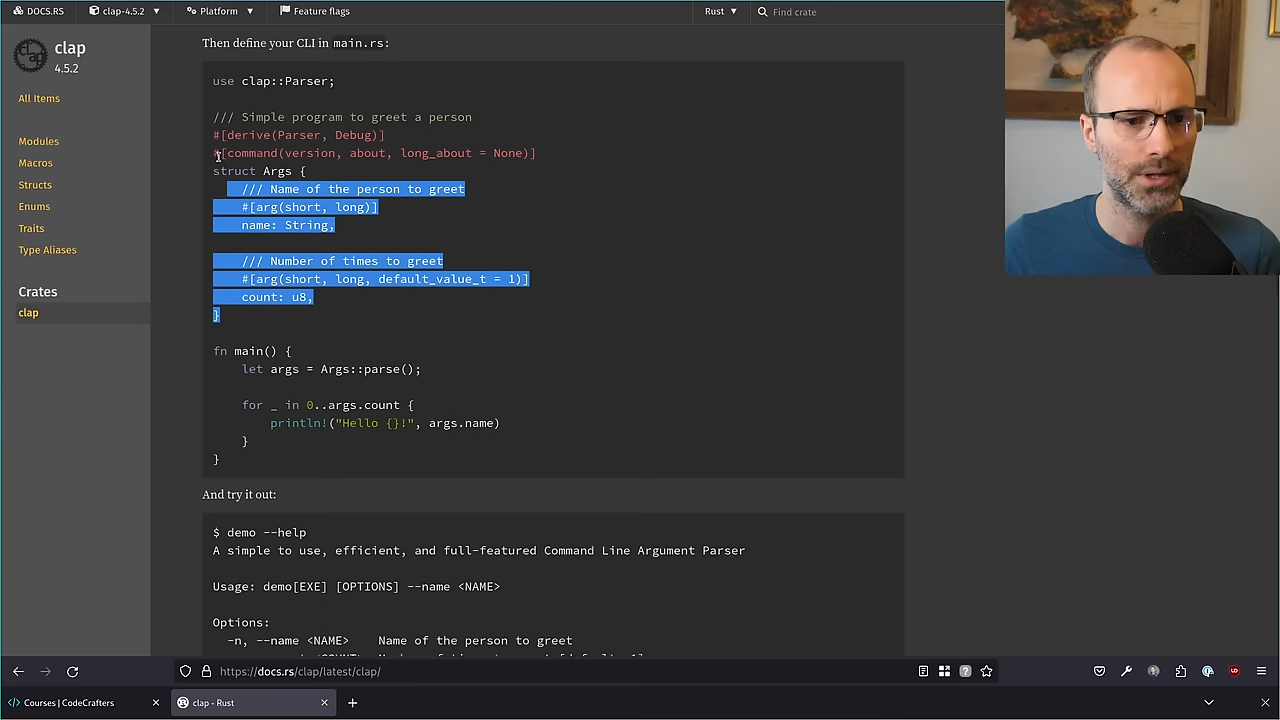 DOCS.RS
clap-4.5.2
Platform
Feature flags
Rust
Find crate
clap
4.5.2
All Items
Modules
Macros
Structs
Enums
Traits
Type Aliases
Crates
clap
Then define your CLI in main.rs:
use clap::Parser;
/// Simple program to greet a person
#[derive(Parser, Debug)]
#[command(version, about, long_about = None)]
struct Args {
/// Name of the person to greet
#[arg(short, long)]
name: String,
/// Number of times to greet
#[arg(short, long, default_value_t = 1)]
count: u8,
}
fn main() {
let args = Args::parse();
for _ in 0..args.count {
println!("Hello {}!", args.name)
}
}
And try it out:
$ demo --help
A simple to use, efficient, and full-featured Command Line Argument Parser
Usage: demo[EXE] [OPTIONS] --name <NAME>
Options:
-n, --name <NAME> Name of the person to greet
https://docs.rs/clap/latest/clap/
Courses | CodeCrafters
clap - Rust